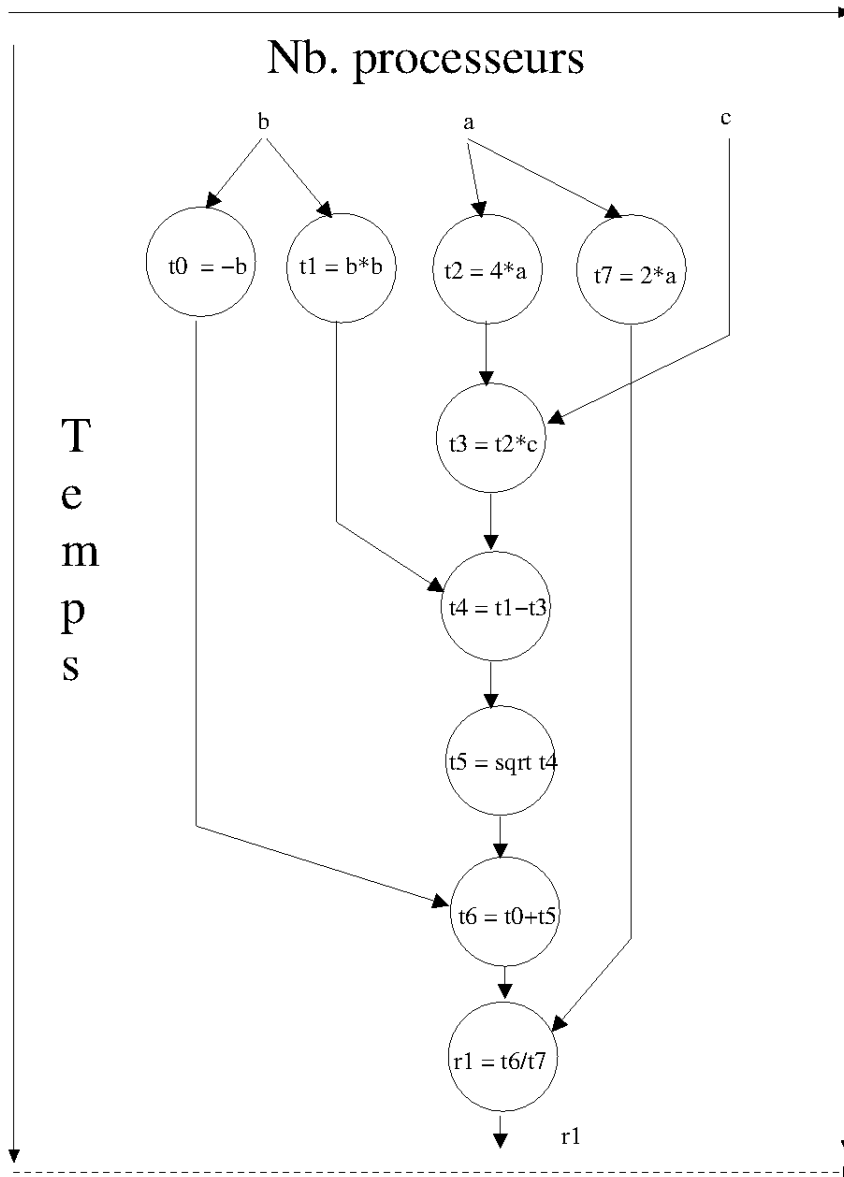 Nb. processeurs
b
a
c
t0 = −b
t1 = b*b
t2 = 4*a
t7 = 2*a
T
e
m
p
s
t3 = t2*c
t4 = t1−t3
t5 = sqrt t4
t6 = t0+t5
r1 = t6/t7
r1